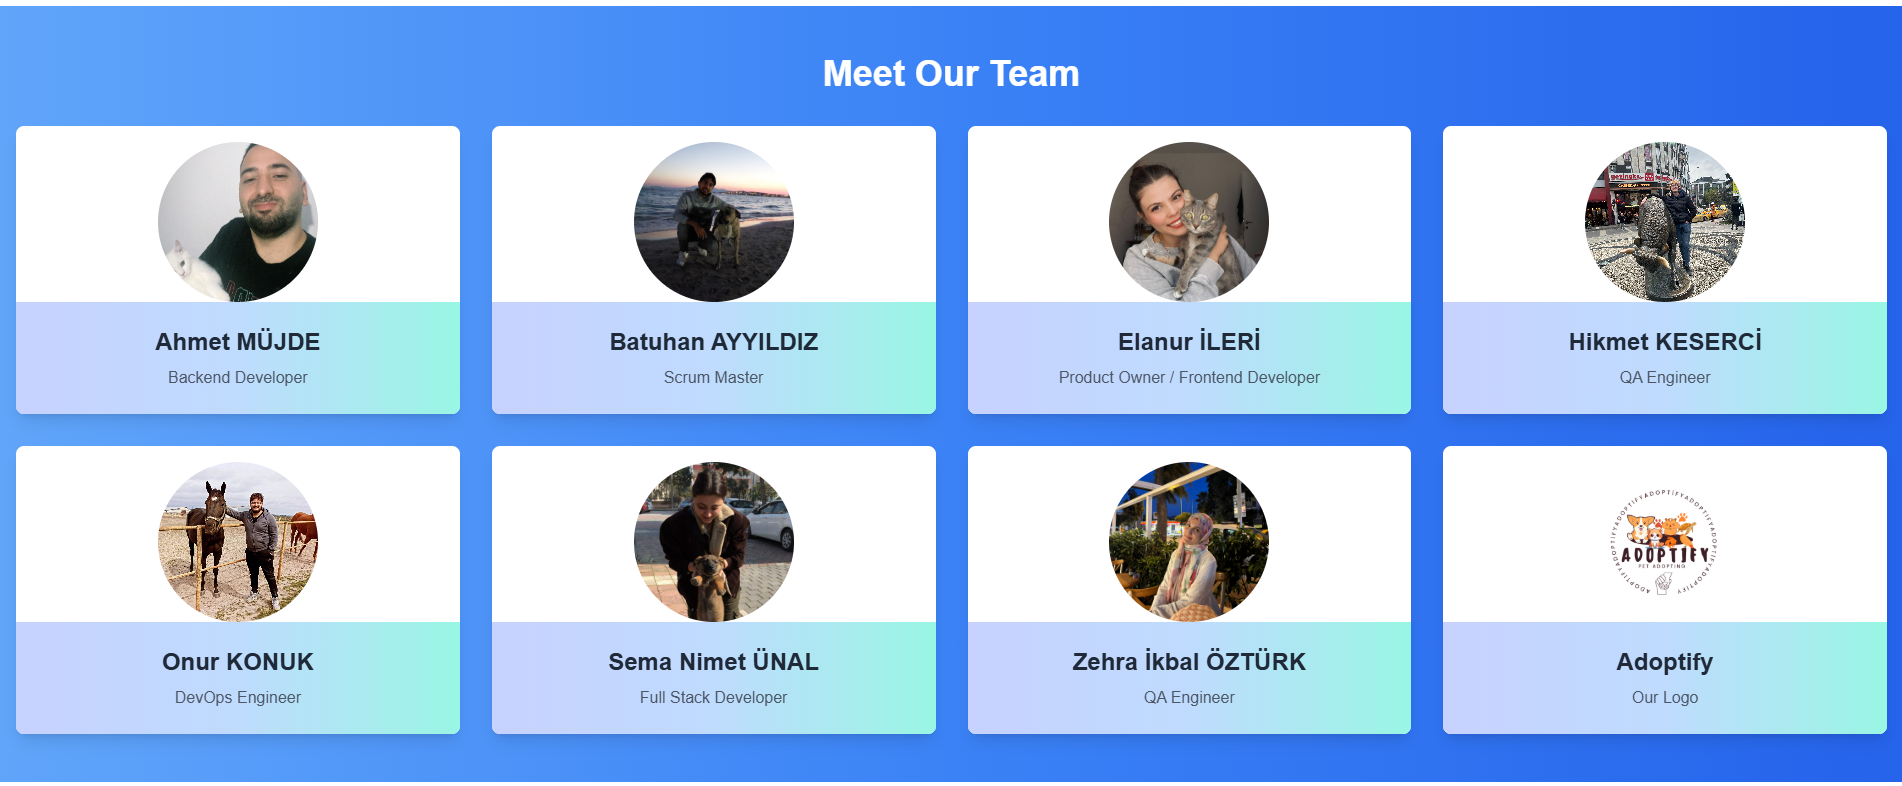 Meet Our Team
Ahmet MÜJDE
Backend Developer
Batuhan AYYILDIZ
Scrum Master
Elanur İLERİ
Product Owner / Frontend Developer
Hikmet KESERCİ
QA Engineer
Onur KONUK
DevOps Engineer
Sema Nimet ÜNAL
Full Stack Developer
Zehra İkbal ÖZTÜRK
QA Engineer
ADOPTIFYADOPTIFYADOPTIFYADOPTIFY
ADOPTIFY
PET ADOPTING
Adoptify
Our Logo